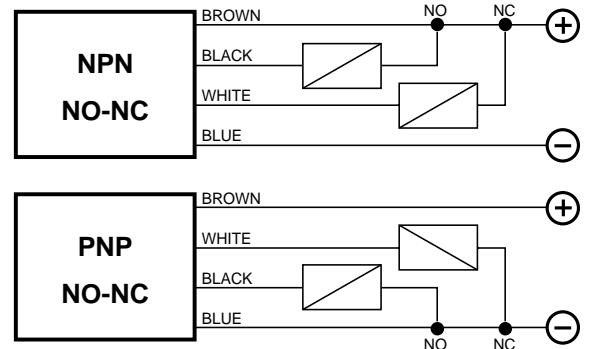 BROWN
NO
NC
+
NPN
NO-NC
BLACK
WHITE
BLUE
−
BROWN
+
PNP
NO-NC
WHITE
BLACK
BLUE
−
NO
NC